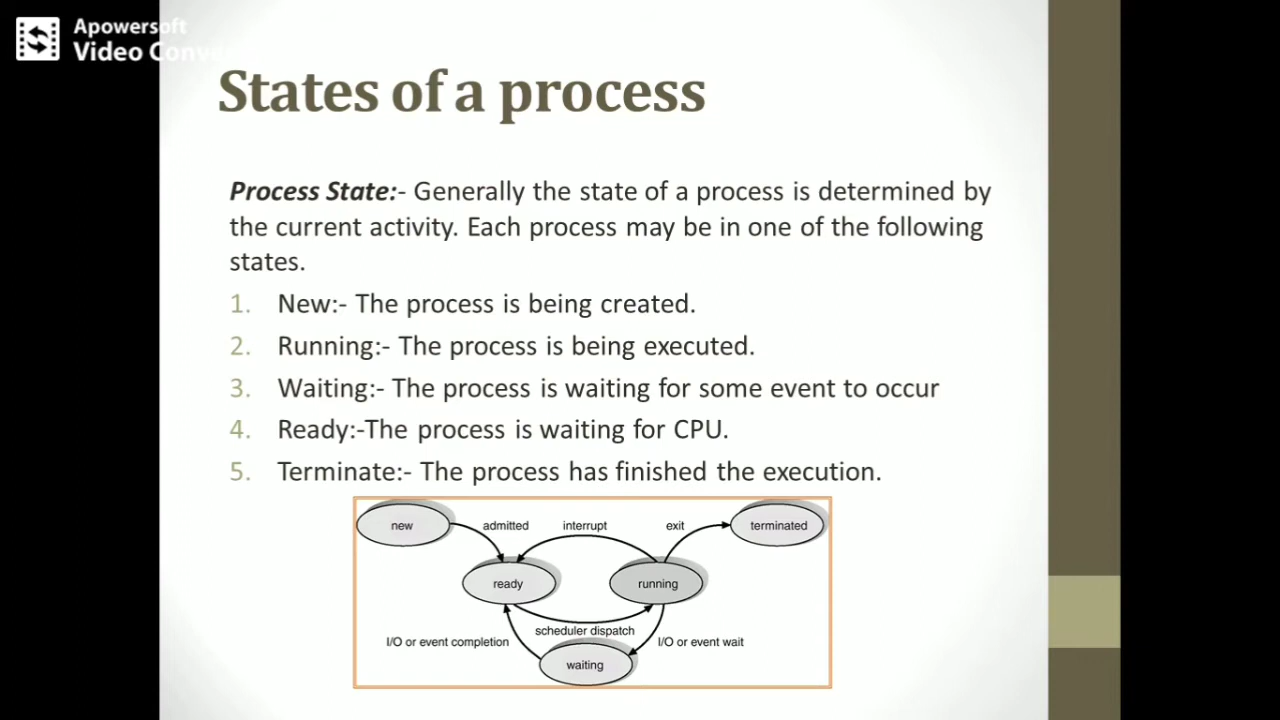 Apowersoft
Video Conve
States of a process
Process State:- Generally the state of a process is determined by
the current activity. Each process may be in one of the following
states.
1. New:- The process is being created.
2. Running:- The process is being executed.
3. Waiting:- The process is waiting for some event to occur
4. Ready:-The process is waiting for CPU.
5. Terminate:- The process has finished the execution.
new admitted interrupt exit terminated
ready running
scheduler dispatch
I/O or event completion I/O or event wait
waiting